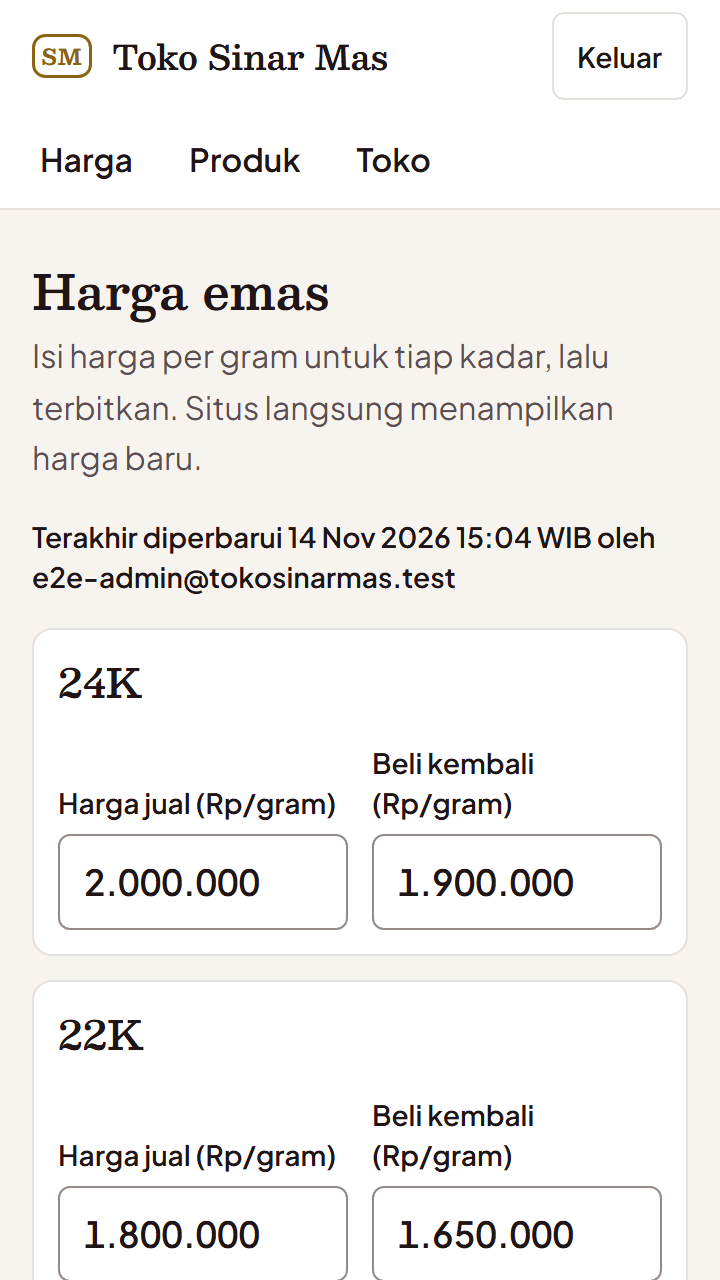 SM Toko Sinar Mas
Keluar
Harga Produk Toko
Harga emas
Isi harga per gram untuk tiap kadar, lalu
terbitkan. Situs langsung menampilkan
harga baru.
Terakhir diperbarui 14 Nov 2026 15:04 WIB oleh
e2e-admin@tokosinarmas.test
24K
Harga jual (Rp/gram)
2.000.000
Beli kembali
(Rp/gram)
1.900.000
22K
Harga jual (Rp/gram)
1.800.000
Beli kembali
(Rp/gram)
1.650.000